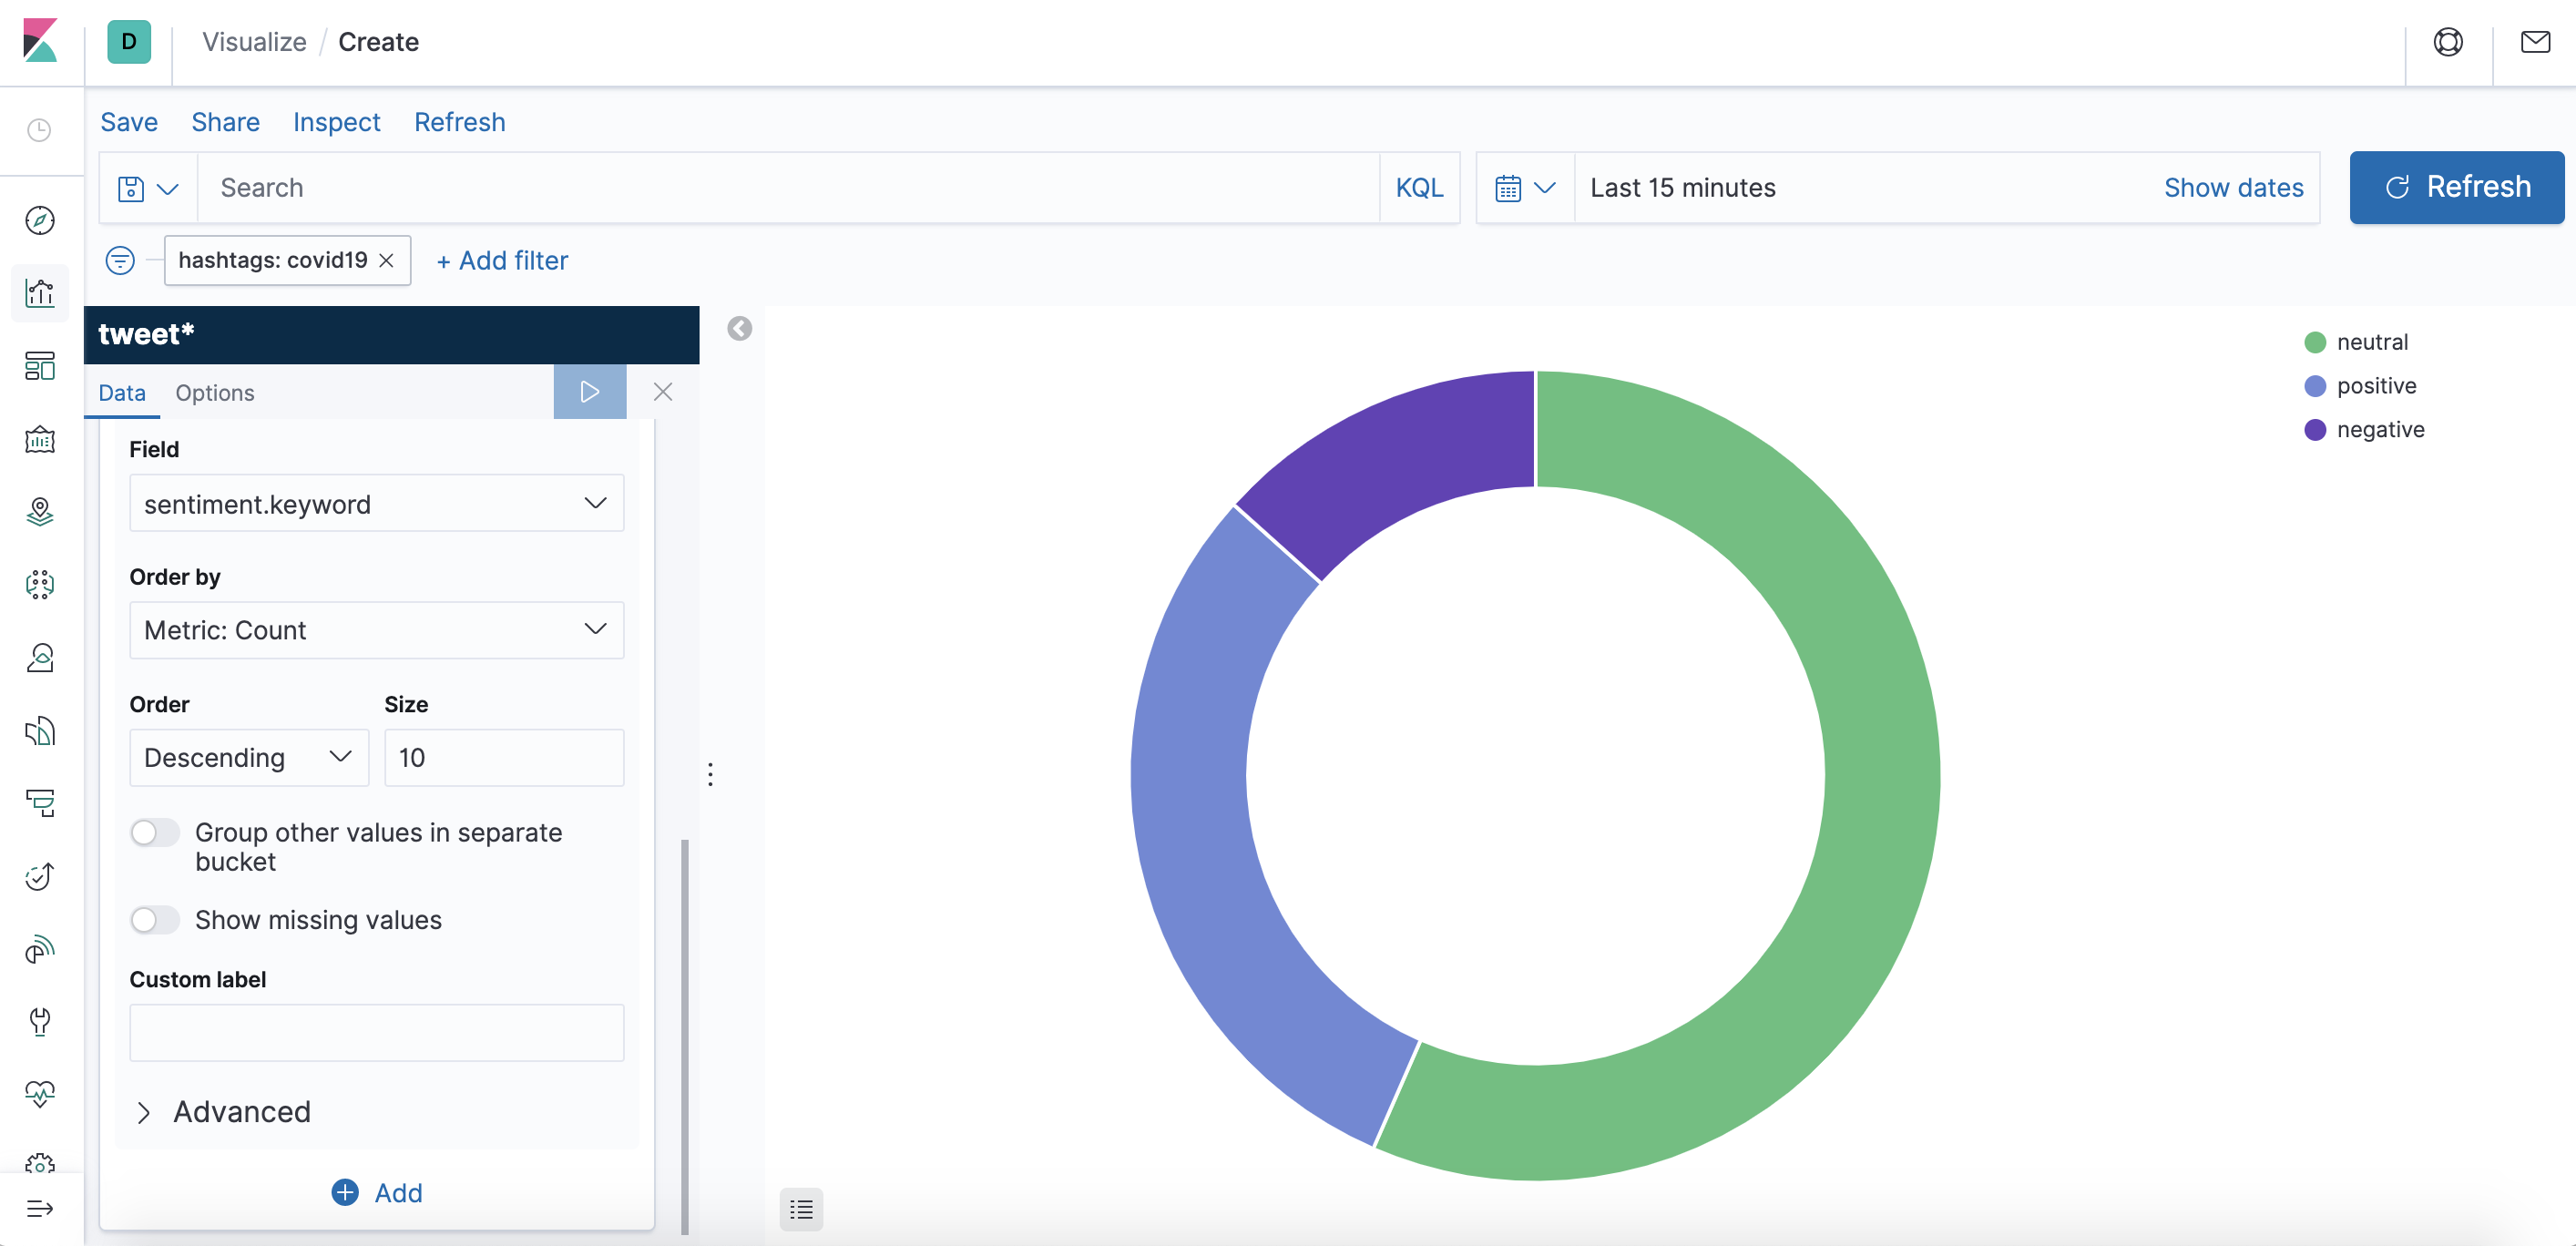 D
Visualize / Create
Save Share Inspect Refresh
Search KQL Last 15 minutes Show dates Refresh
hashtags: covid19 × + Add filter
tweet*
Data Options
Field
sentiment.keyword
Order by
Metric: Count
Order Size
Descending 10
Group other values in separate
bucket
Show missing values
Custom label
Advanced
Add
neutral
positive
negative